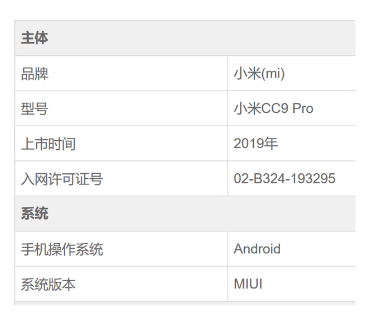 主体
品牌 小米(mi)
型号 小米CC9 Pro
上市时间 2019年
入网许可证号 02-B324-193295
系统
手机操作系统 Android
系统版本 MIUI